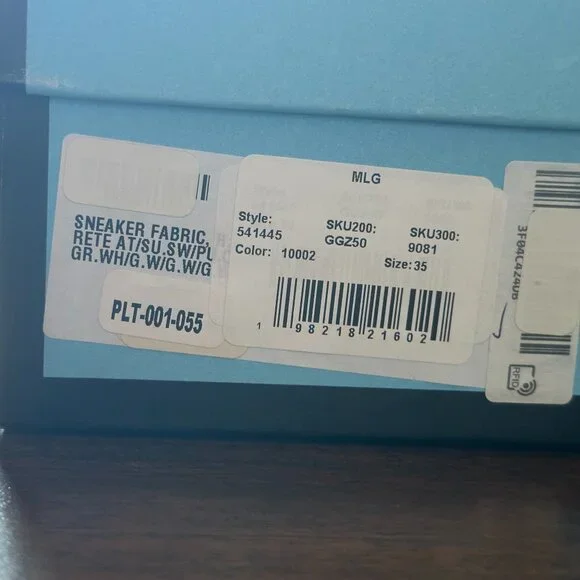 MLG
Style:
541445
SKU200:
GGZ50
SKU300:
9081
Color: 10002
Size: 35
1 98218 21602
SNEAKER FABRIC,
RETE AT/SU.SW/PU
GR.WH/G.W/G.W/G
PLT-001-055
RFID